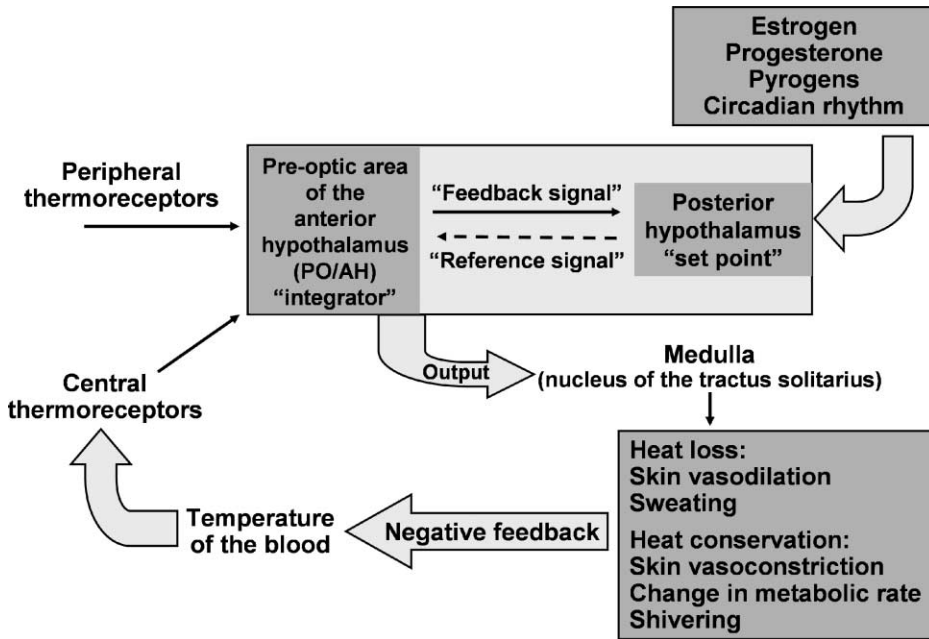 Estrogen
Progesterone
Pyrogens
Circadian rhythm
Peripheral
thermoreceptors
Pre-optic area
of the
anterior
hypothalamus
(PO/AH)
“integrator”
“Feedback signal”
“Reference signal”
Posterior
hypothalamus
“set point”
Central
thermoreceptors
Output
Medulla
(nucleus of the tractus solitarius)
Heat loss:
Skin vasodilation
Sweating
Heat conservation:
Skin vasoconstriction
Change in metabolic rate
Shivering
Negative feedback
Temperature
of the blood